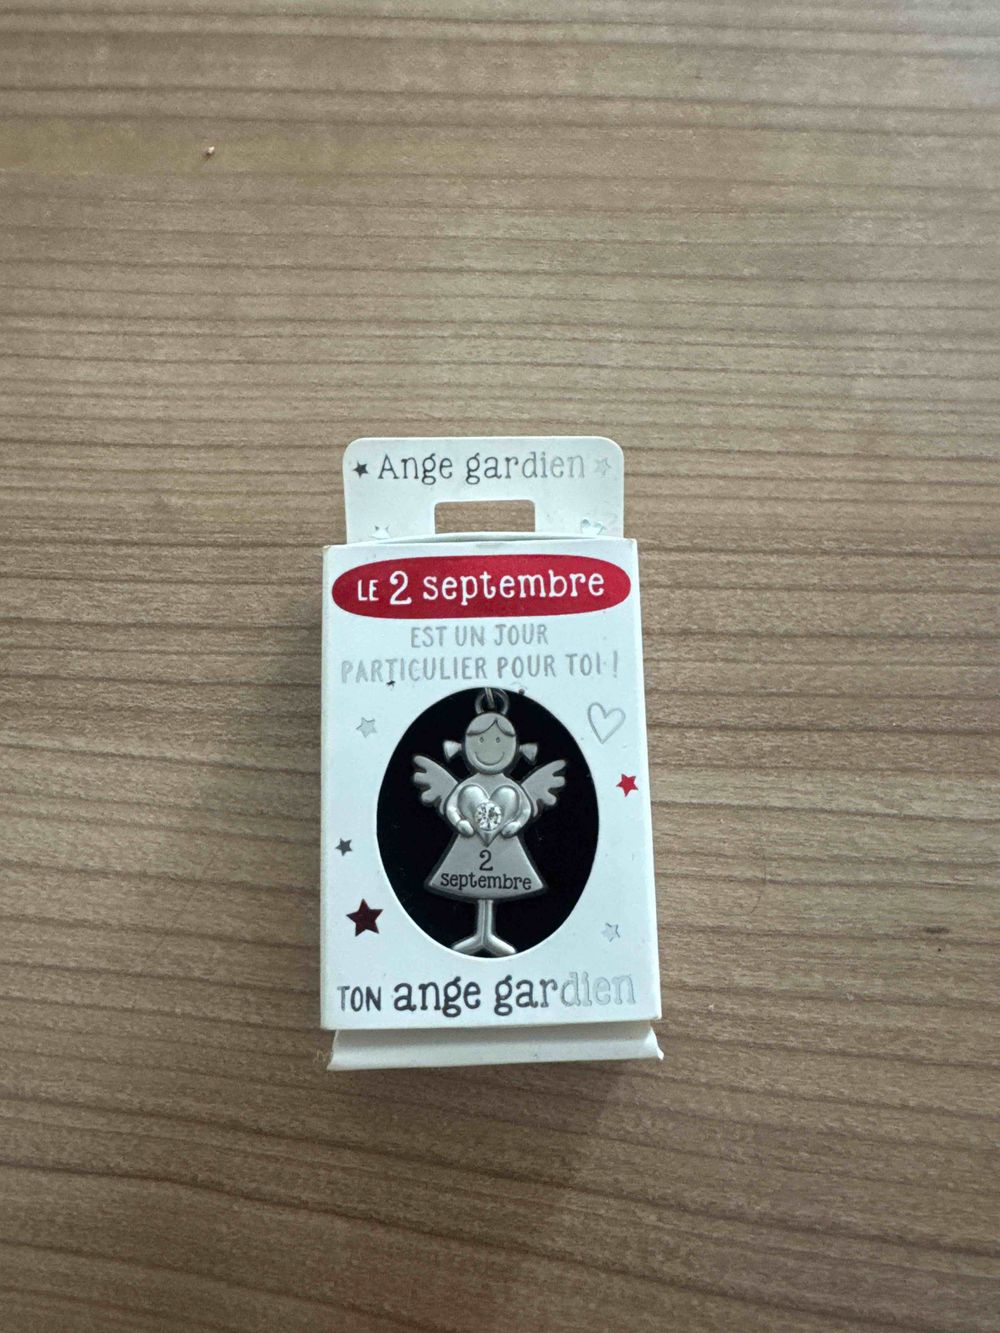 Ange gardien
LE 2 septembre
EST UN JOUR
PARTICULIER POUR TOI !
2
septembre
TON ange gardien